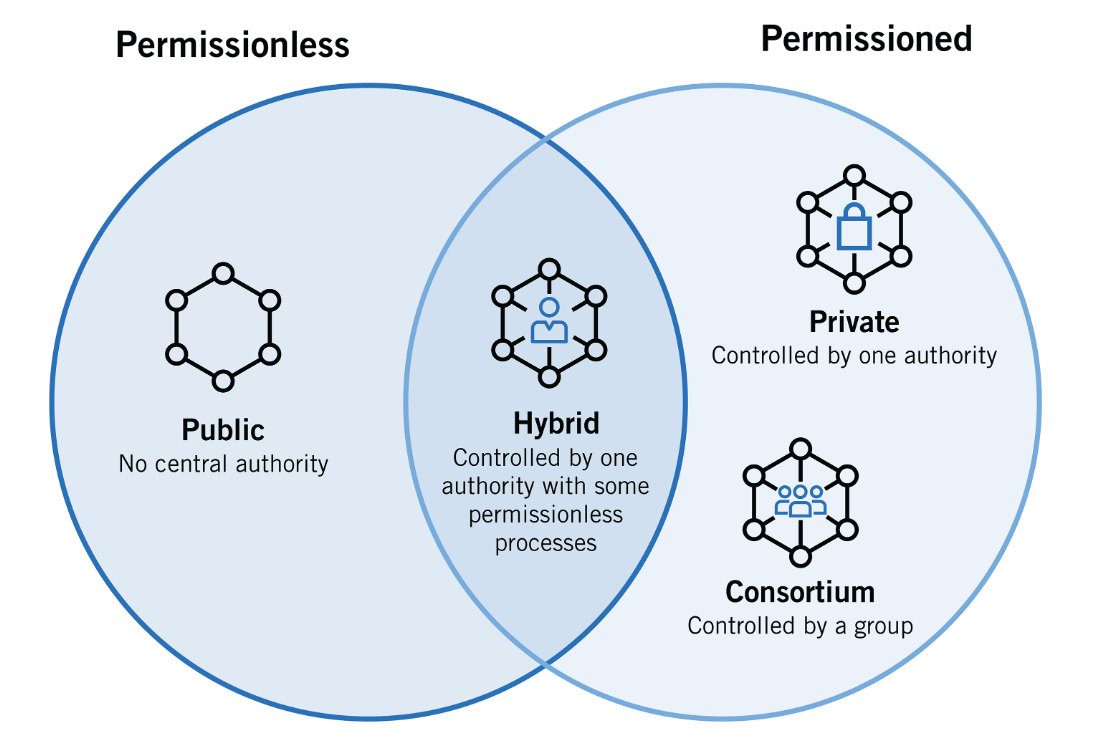 Permissionless
Permissioned
Public
No central authority
Hybrid
Controlled by one
authority with some
permissionless
processes
Private
Controlled by one authority
Consortium
Controlled by a group